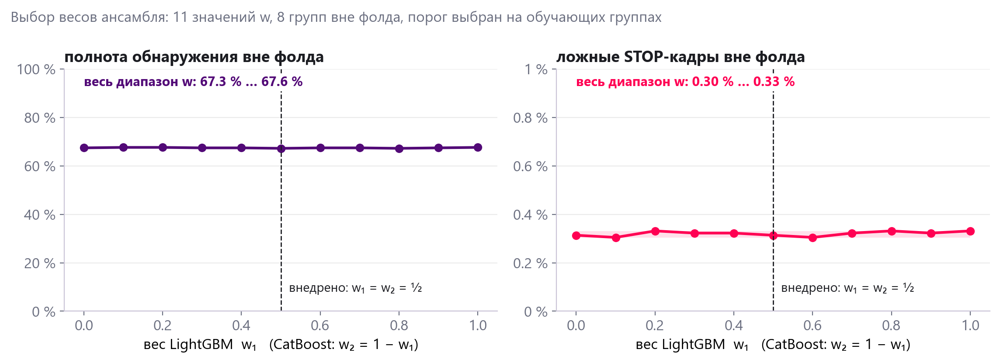 Выбор весов ансамбля: 11 значений w, 8 групп вне фолда, порог выбран на обучающих группах
полнота обнаружения вне фолда
100 %
80 %
60 %
40 %
20 %
0 %
весь диапазон w: 67.3 % ... 67.6 %
внедрено: w₁ = w₂ = ½
0.0 0.2 0.4 0.6 0.8 1.0
вес LightGBM w₁ (CatBoost: w₂ = 1 − w₁)
ложные STOP-кадры вне фолда
1 %
0.8 %
0.6 %
0.4 %
0.2 %
0 %
весь диапазон w: 0.30 % ... 0.33 %
внедрено: w₁ = w₂ = ½
0.0 0.2 0.4 0.6 0.8 1.0
вес LightGBM w₁ (CatBoost: w₂ = 1 − w₁)